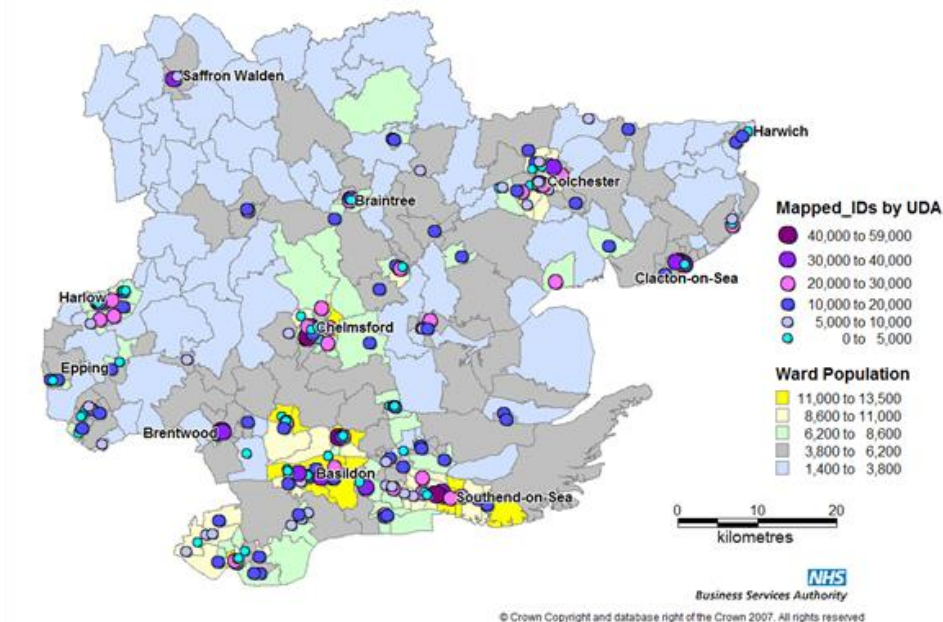 Saffron Walden
Harwich
Colchester
Braintree
Mapped_IDs by UDA
40,000 to 59,000
30,000 to 40,000
20,000 to 30,000
10,000 to 20,000
5,000 to 10,000
0 to 5,000
Clacton-on-Sea
Harlow
Chelmsford
Epping
Ward Population
11,000 to 13,500
8,600 to 11,000
6,200 to 8,600
3,800 to 6,200
1,400 to 3,800
Brentwood
Basildon
Southend-on-Sea
0 10 20
kilometres
NHS
Business Services Authority
© Crown Copyright and database right of the Crown 2007. All rights reserved